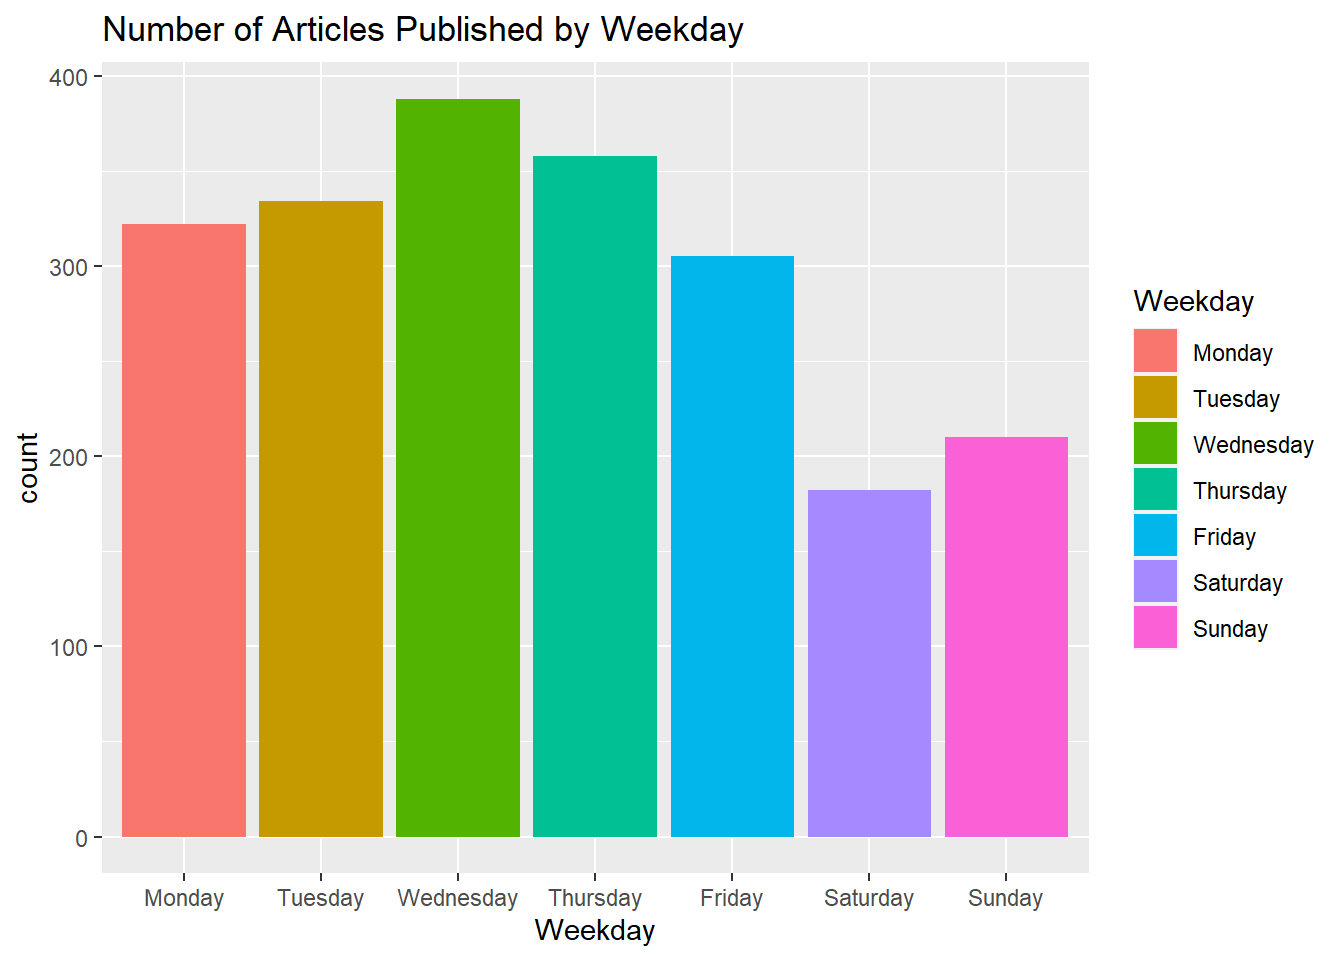 Number of Articles Published by Weekday
400
300
200
100
0
count
Monday Tuesday Wednesday Thursday Friday Saturday Sunday
Weekday
Weekday
Monday
Tuesday
Wednesday
Thursday
Friday
Saturday
Sunday